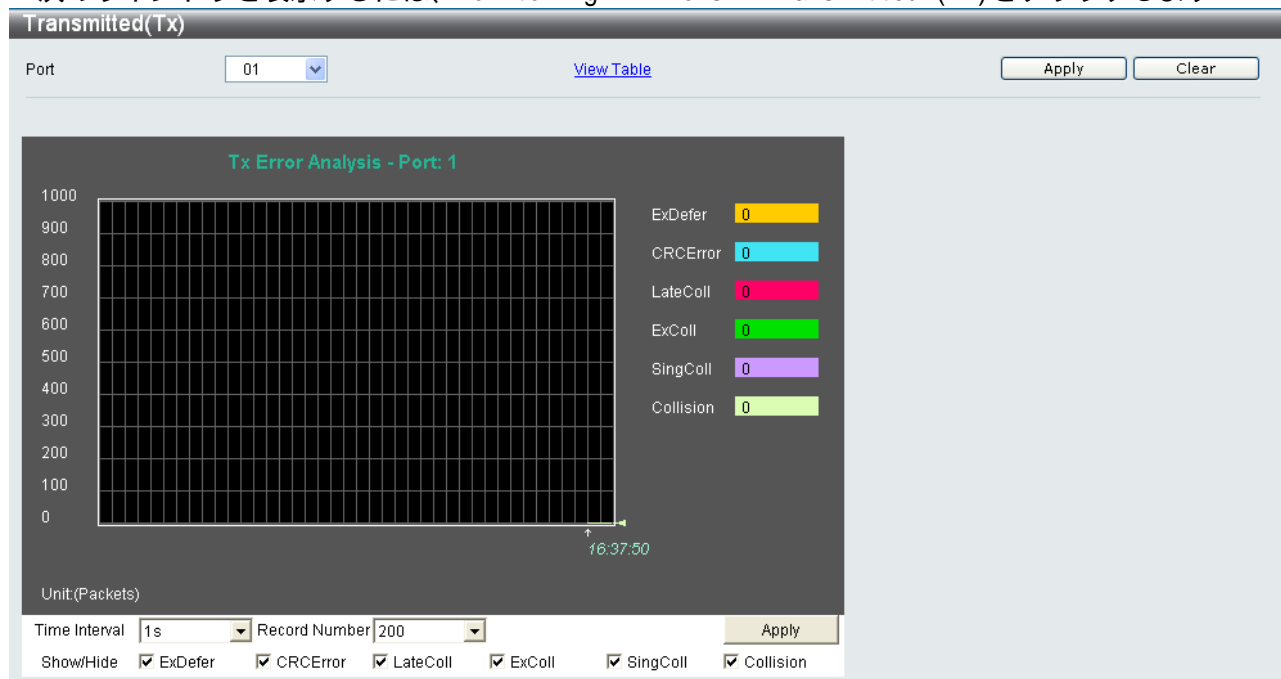 Transmitted(Tx)
Port 01 View Table Apply Clear
Tx Error Analysis - Port: 1
1000
900
800
700
600
500
400
300
200
100
0
ExDefer 0
CRCError 0
LateColl 0
ExColl 0
SingColl 0
Collision 0
16:37:50
Unit:(Packets)
Time Interval 1s Record Number 200 Apply
Show/Hide ExDefer CRCError LateColl ExColl SingColl Collision